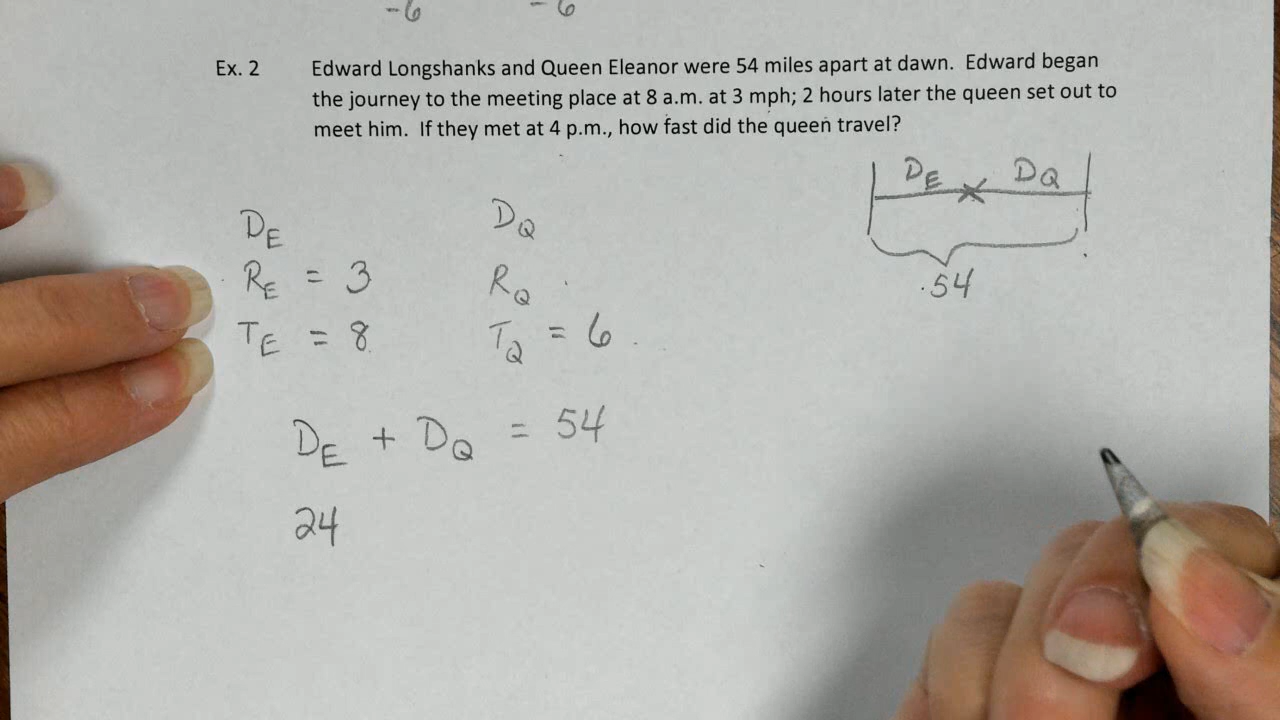 -6 -6
Ex. 2 Edward Longshanks and Queen Eleanor were 54 miles apart at dawn. Edward began
the journey to the meeting place at 8 a.m. at 3 mph; 2 hours later the queen set out to
meet him. If they met at 4 p.m., how fast did the queen travel?
D_E D_Q
54
D_E D_Q
R_E = 3 R_Q
T_E = 8 T_Q = 6
D_E + D_Q = 54
24